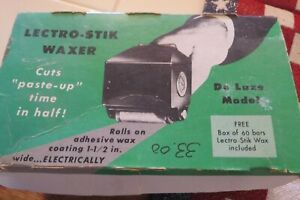 LECTRO-STIK
WAXER
Cuts
"paste-up"
time
in half!
De Luxe
Model
FREE
Box of 60 bars
Lectro Stik Wax
included
Rolls on
adhesive wax
coating 1-1/2 in.
wide...ELECTRICALLY
33.00